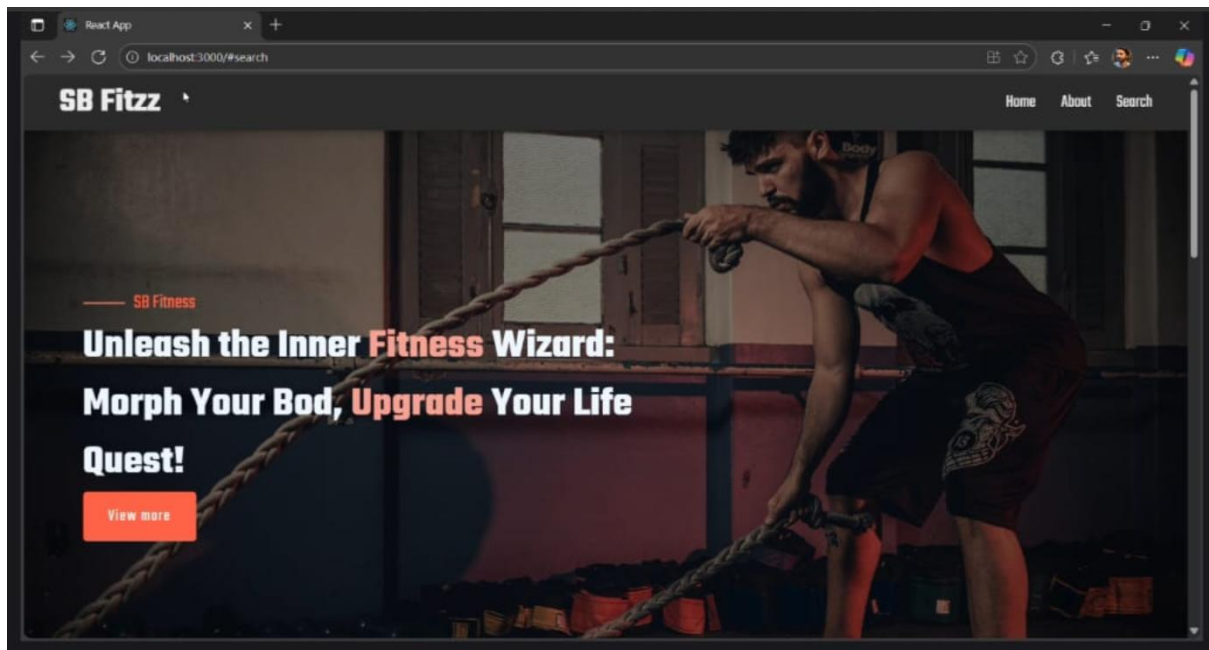 React App
localhost:3000/#search
SB Fitzz
Home About Search
Body
SB Fitness
Unleash the Inner Fitness Wizard:
Morph Your Bod, Upgrade Your Life
Quest!
View more